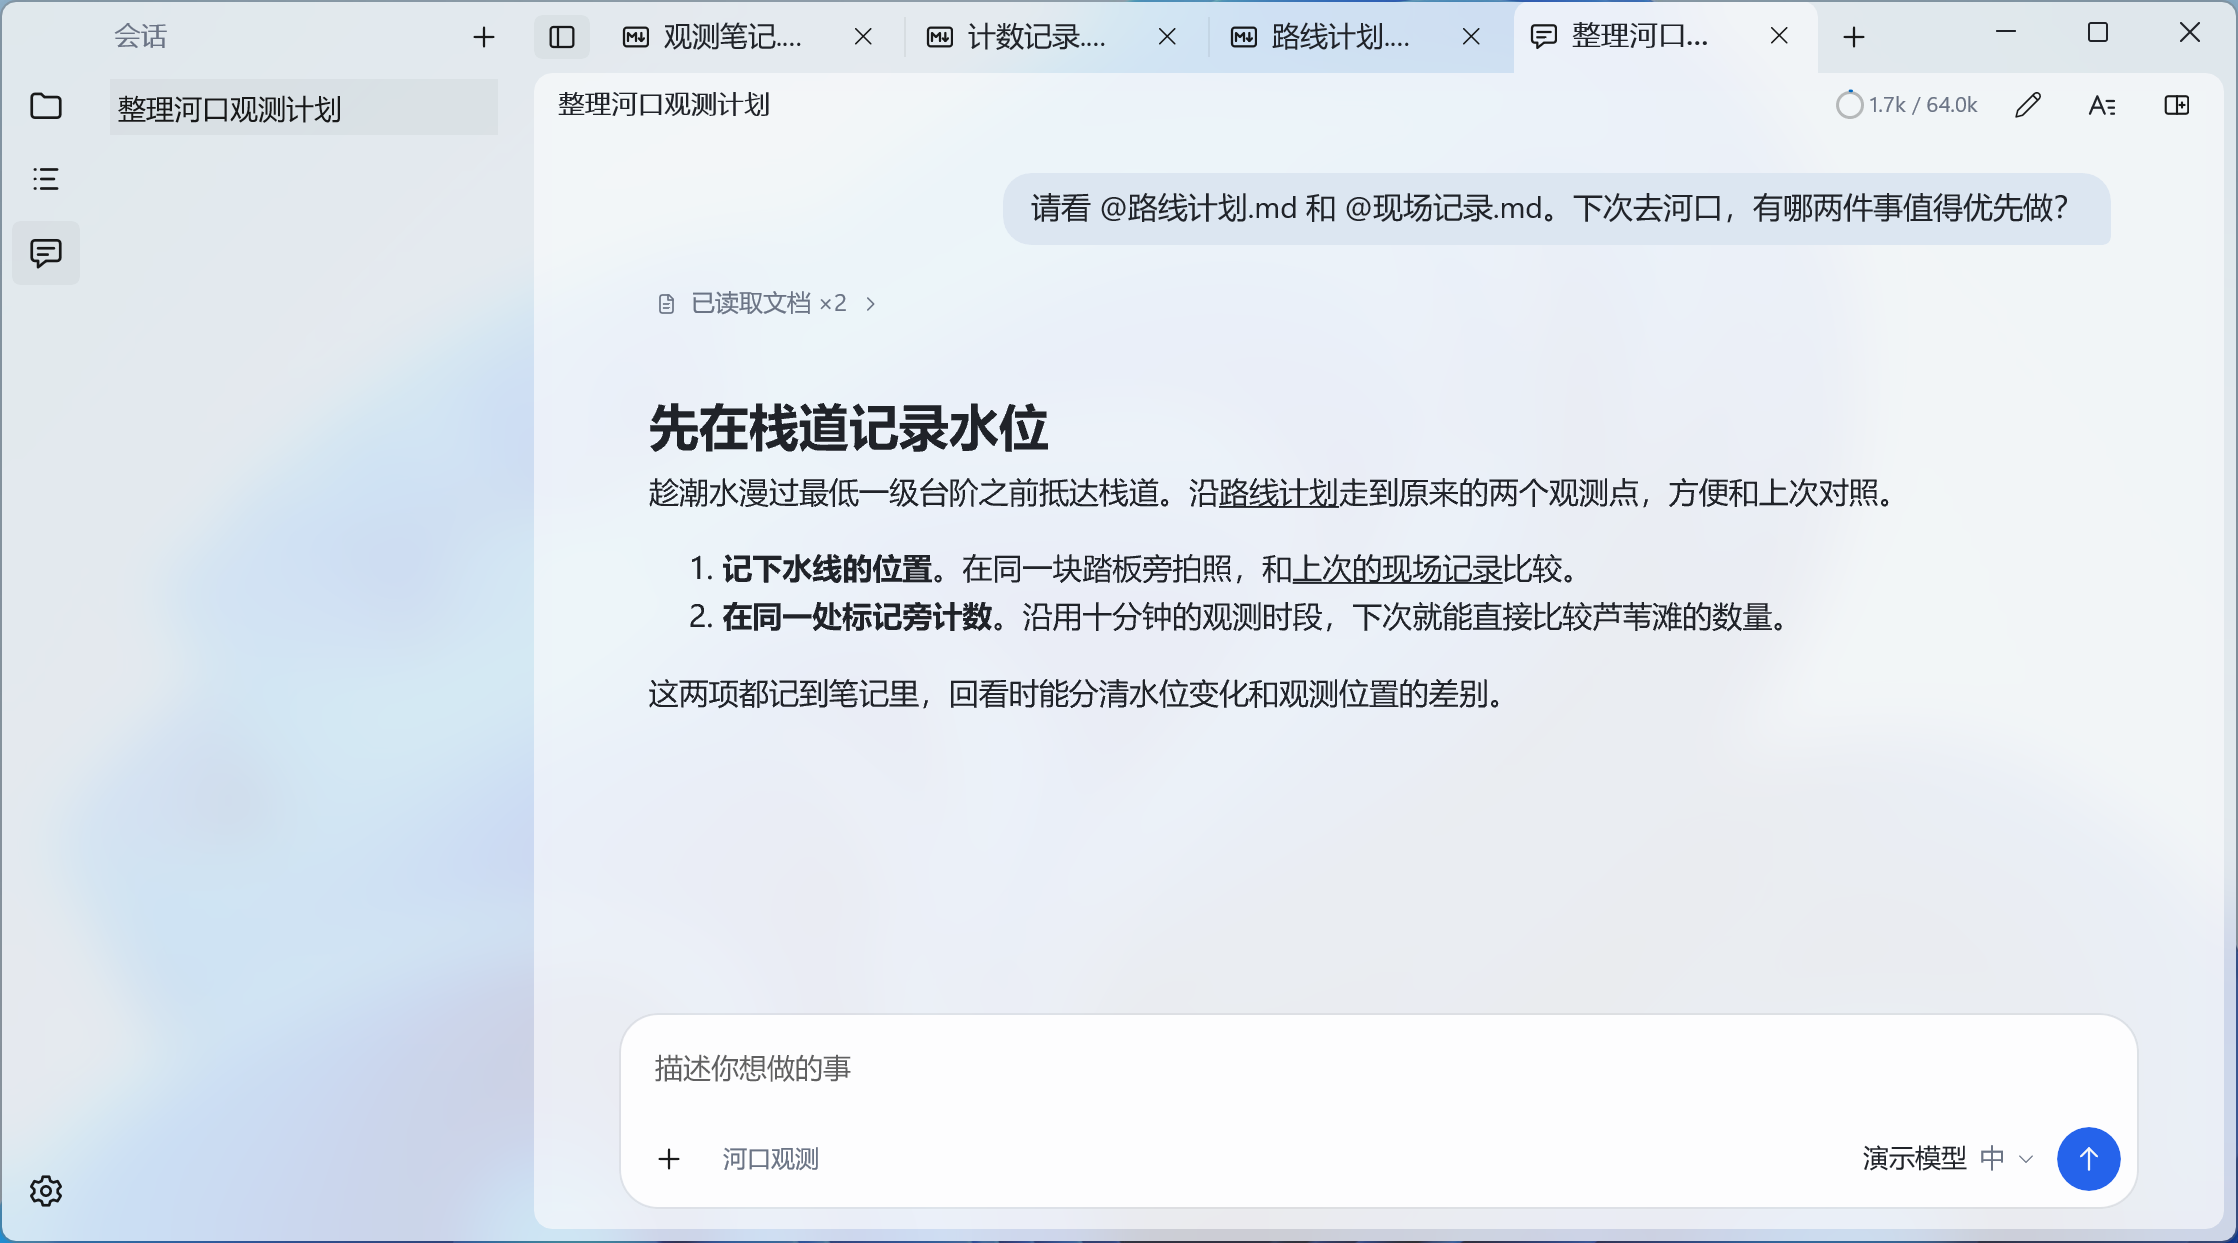 会话
观测笔记....
计数记录....
路线计划....
整理河口...
整理河口观测计划
整理河口观测计划
1.7k / 64.0k
请看 @路线计划.md 和 @现场记录.md。下次去河口，有哪两件事值得优先做？
已读取文档 ×2
先在栈道记录水位
趁潮水漫过最低一级台阶之前抵达栈道。沿路线计划走到原来的两个观测点，方便和上次对照。
1. 记下水线的位置。在同一块踏板旁拍照，和上次的现场记录比较。
2. 在同一处标记旁计数。沿用十分钟的观测时段，下次就能直接比较芦苇滩的数量。
这两项都记到笔记里，回看时能分清水位变化和观测位置的差别。
描述你想做的事
河口观测
演示模型 中